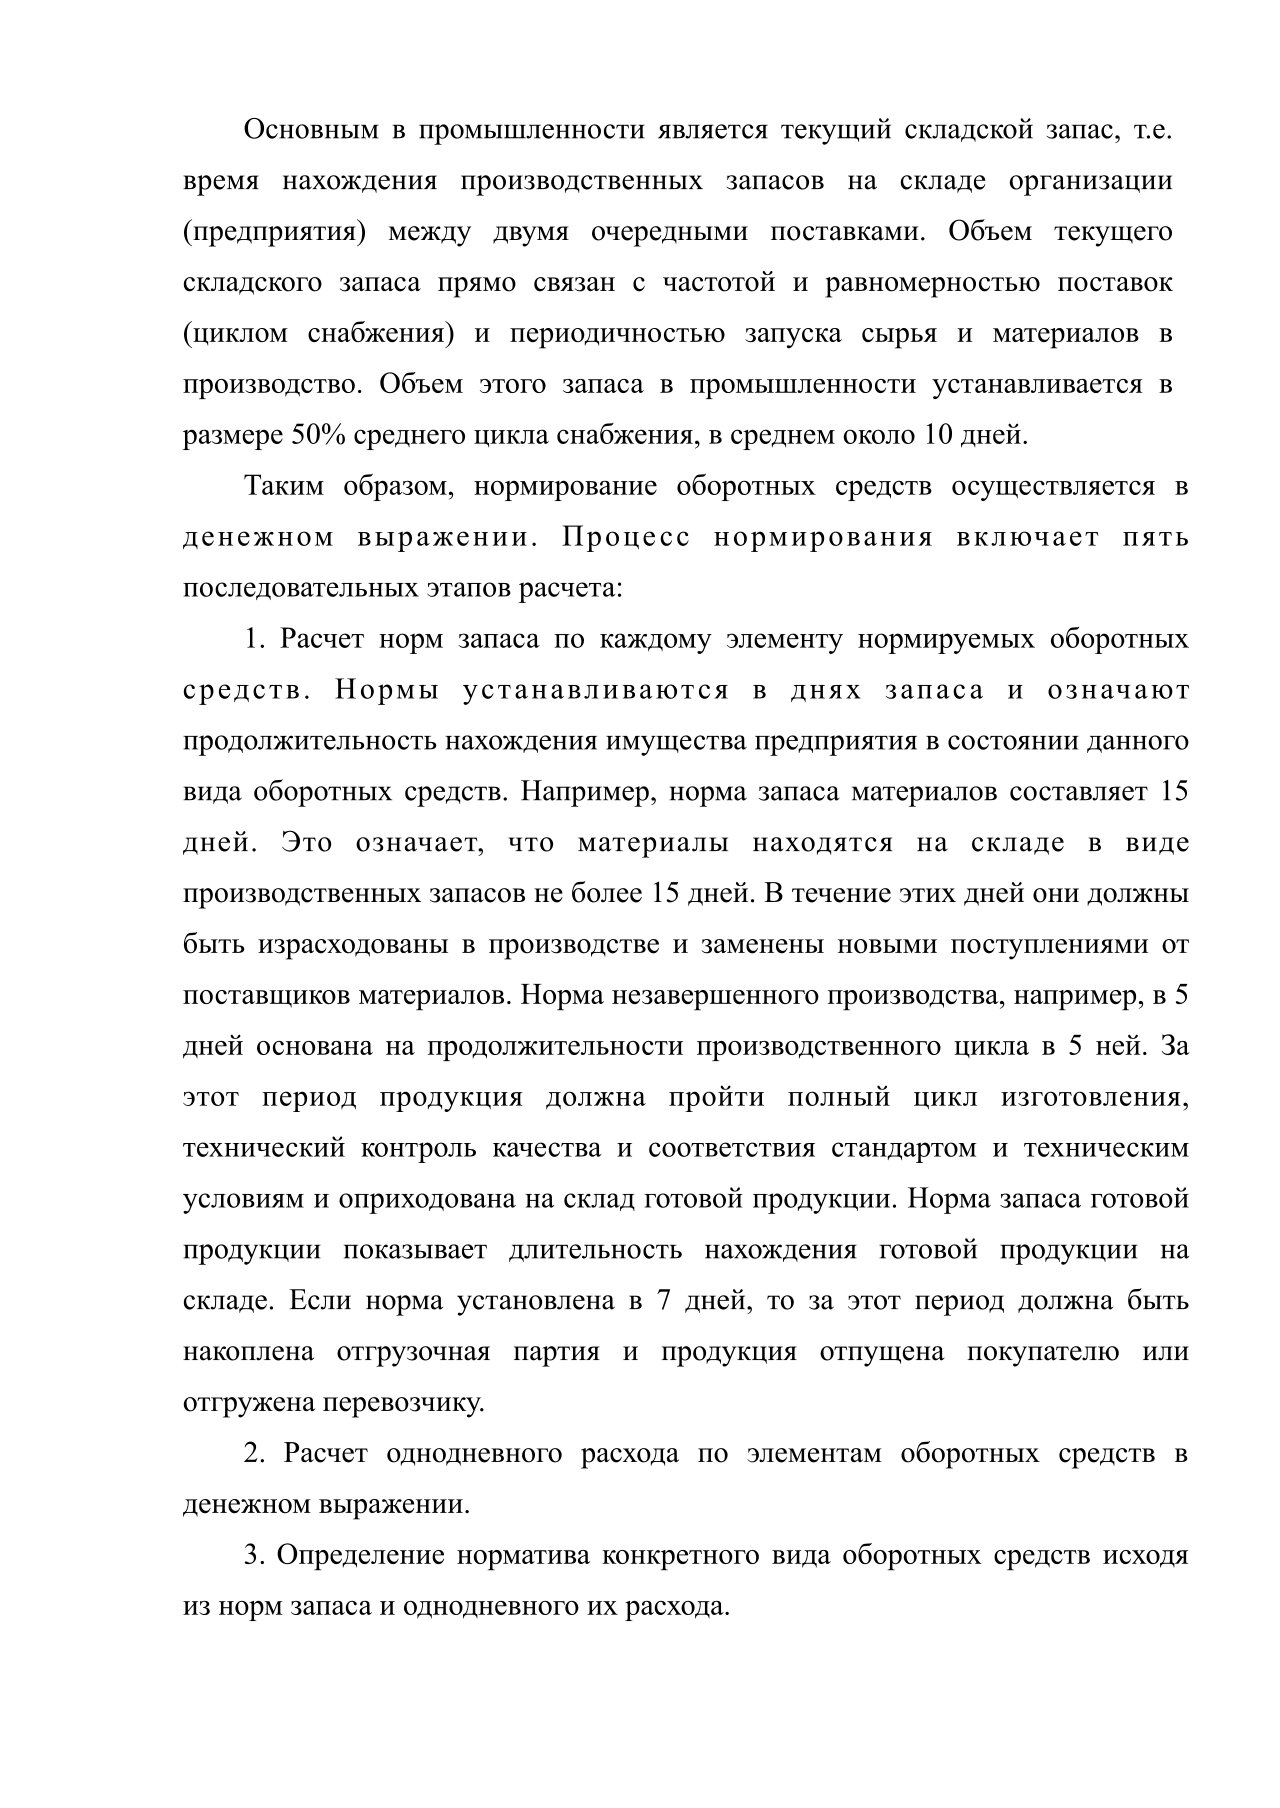 Основным в промышленности является текущий складской запас, т.е.
время нахождения производственных запасов на складе организации
(предприятия) между двумя очередными поставками. Объем текущего
складского запаса прямо связан с частотой и равномерностью поставок
(циклом снабжения) и периодичностью запуска сырья и материалов в
производство. Объем этого запаса в промышленности устанавливается в
размере 50% среднего цикла снабжения, в среднем около 10 дней.
Таким образом, нормирование оборотных средств осуществляется в
денежном выражении. Процесс нормирования включает пять
последовательных этапов расчета:
1. Расчет норм запаса по каждому элементу нормируемых оборотных
средств. Нормы устанавливаются в днях запаса и означают
продолжительность нахождения имущества предприятия в состоянии данного
вида оборотных средств. Например, норма запаса материалов составляет 15
дней. Это означает, что материалы находятся на складе в виде
производственных запасов не более 15 дней. В течение этих дней они должны
быть израсходованы в производстве и заменены новыми поступлениями от
поставщиков материалов. Норма незавершенного производства, например, в 5
дней основана на продолжительности производственного цикла в 5 ней. За
этот период продукция должна пройти полный цикл изготовления,
технический контроль качества и соответствия стандартом и техническим
условиям и оприходована на склад готовой продукции. Норма запаса готовой
продукции показывает длительность нахождения готовой продукции на
складе. Если норма установлена в 7 дней, то за этот период должна быть
накоплена отгрузочная партия и продукция отпущена покупателю или
отгружена перевозчику.
2. Расчет однодневного расхода по элементам оборотных средств в
денежном выражении.
3. Определение норматива конкретного вида оборотных средств исходя
из норм запаса и однодневного их расхода.